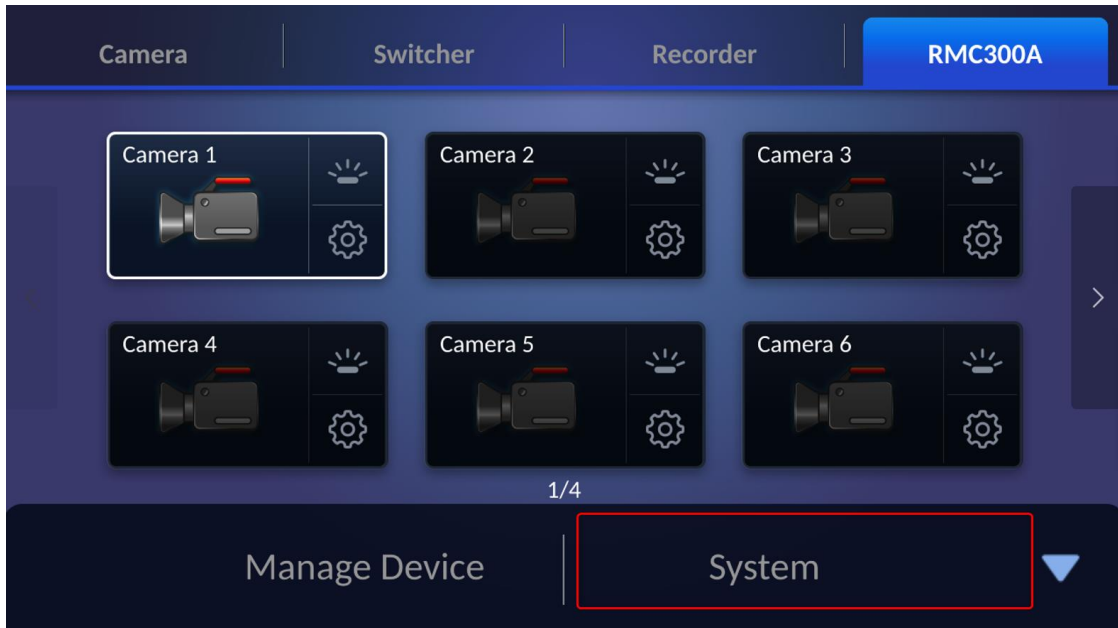 Camera
Switcher
Recorder
RMC300A
Camera 1
Camera 2
Camera 3
Camera 4
Camera 5
Camera 6
1/4
Manage Device
System